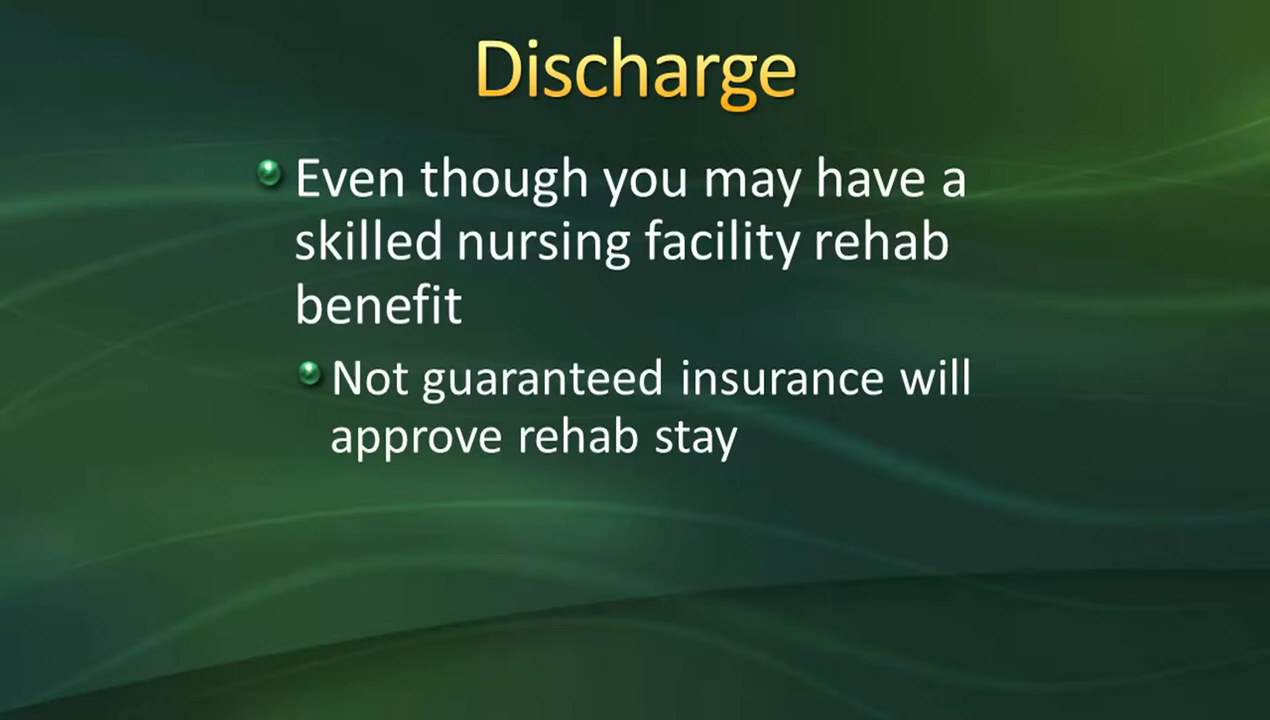 Discharge
Even though you may have a
skilled nursing facility rehab
benefit
Not guaranteed insurance will
approve rehab stay